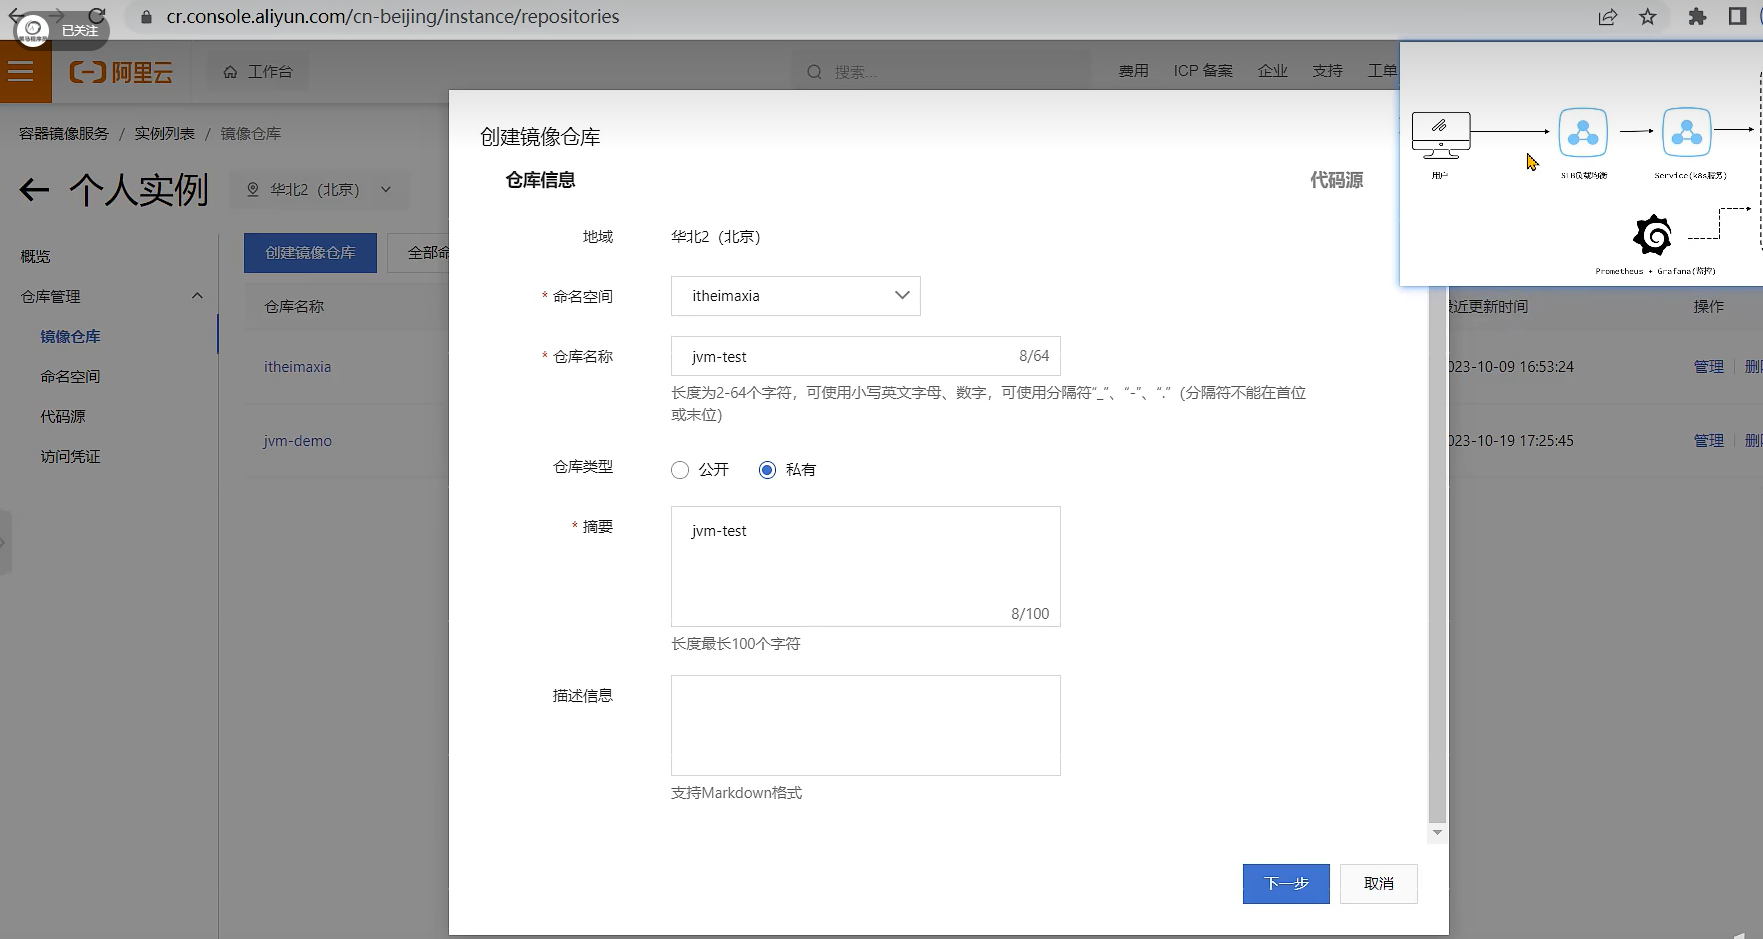 cr.console.aliyun.com/cn-beijing/instance/repositories
已关注
阿里云
工作台
搜索...
费用
ICP 备案
企业
支持
工单
容器镜像服务 / 实例列表 / 镜像仓库
个人实例
华北2（北京）
概览
仓库管理
镜像仓库
命名空间
代码源
访问凭证
创建镜像仓库
全部命
仓库名称
最近更新时间
操作
itheimaxia
023-10-09 16:53:24
管理
删
jvm-demo
023-10-19 17:25:45
管理
删
创建镜像仓库
仓库信息
代码源
地域
华北2（北京）
* 命名空间
itheimaxia
* 仓库名称
jvm-test
8/64
长度为2-64个字符，可使用小写英文字母、数字，可使用分隔符“_”、“-”、“.”（分隔符不能在首位
或末位）
仓库类型
公开
私有
* 摘要
jvm-test
8/100
长度最长100个字符
描述信息
支持Markdown格式
下一步
取消
用户
SLB负载均衡
Service(k8s服务)
Prometheus + Grafana(监控)